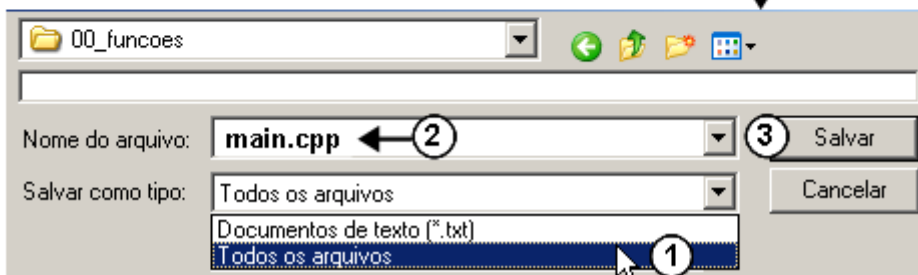 00_funcoes
Nome do arquivo: main.cpp 2 3 Salvar
Salvar como tipo: Todos os arquivos Cancelar
Documentos de texto (*.txt)
Todos os arquivos 1